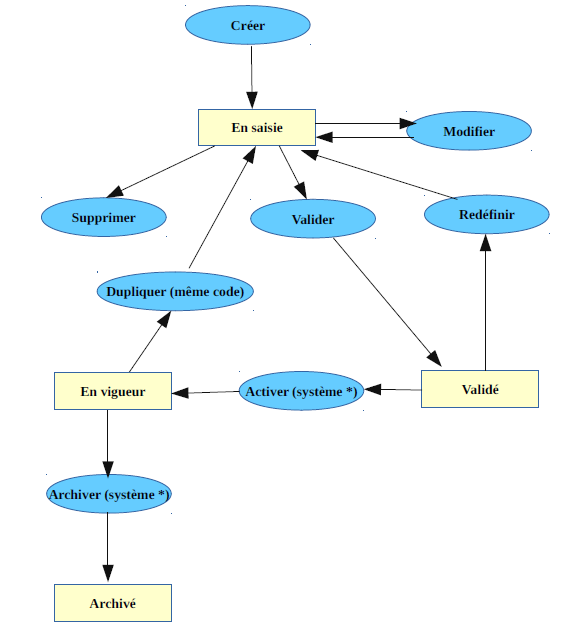 Créer
En saisie
Modifier
Supprimer
Valider
Redéfinir
Dupliquer (même code)
En vigueur
Activer (système *)
Validé
Archiver (système *)
Archivé